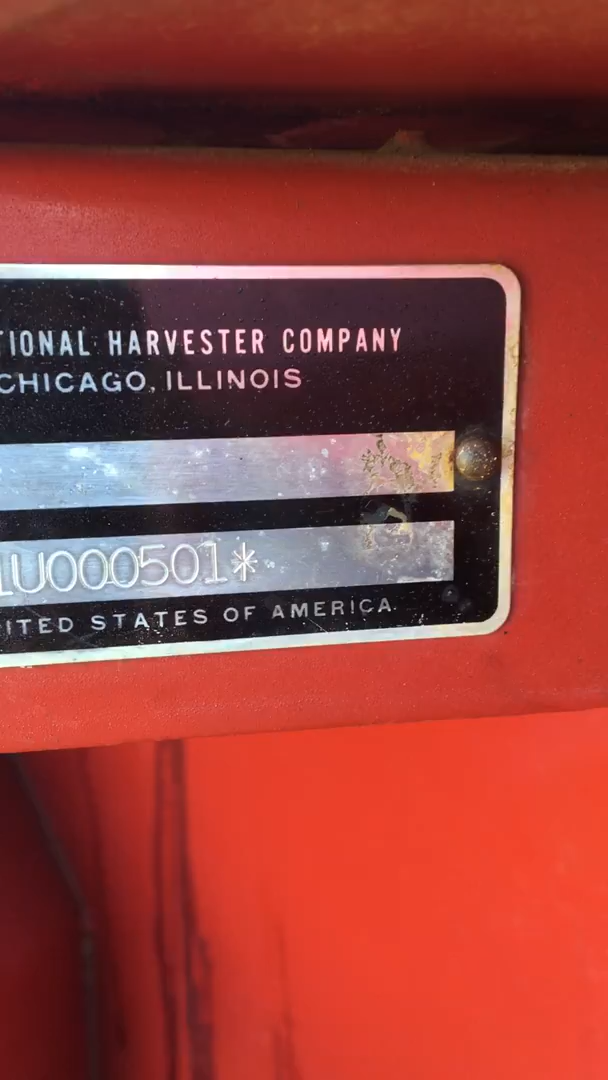 TIONAL HARVESTER COMPANY
CHICAGO, ILLINOIS
1U000501*
ITED STATES OF AMERICA